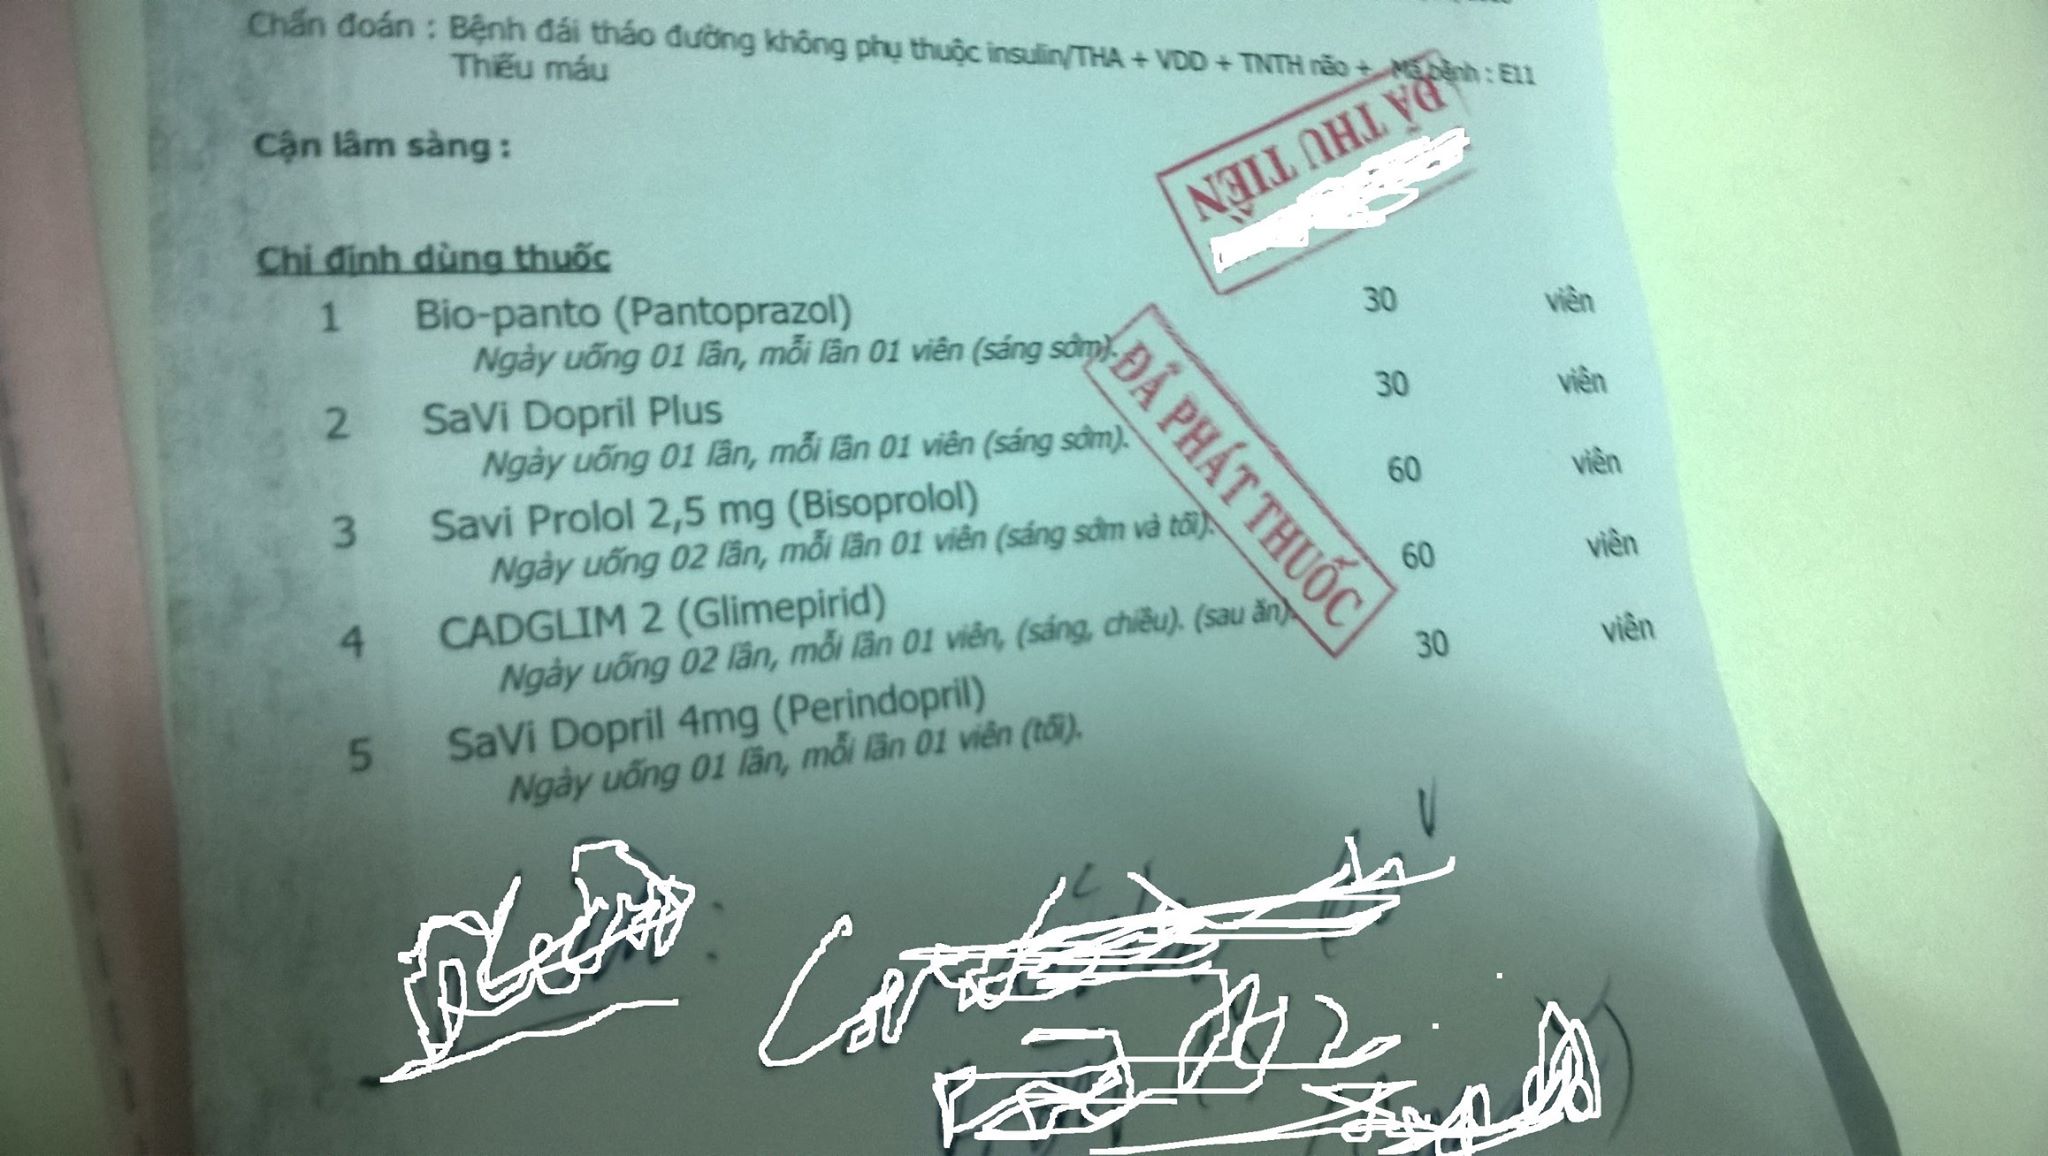 Chẩn đoán : Bệnh đái tháo đường không phụ thuộc insulin/THA + VDD + TNTH não + Mã bệnh : E11
Thiếu máu
Cận lâm sàng :
ĐÃ THU TIỀN
Chỉ định dùng thuốc
1 Bio-panto (Pantoprazol) 30 viên
Ngày uống 01 lần, mỗi lần 01 viên (sáng sớm).
2 SaVi Dopril Plus 30 viên
Ngày uống 01 lần, mỗi lần 01 viên (sáng sớm).
3 Savi Prolol 2,5 mg (Bisoprolol) 60 viên
Ngày uống 02 lần, mỗi lần 01 viên (sáng sớm và tối).
4 CADGLIM 2 (Glimepirid) 60 viên
Ngày uống 02 lần, mỗi lần 01 viên, (sáng, chiều). (sau ăn).
5 SaVi Dopril 4mg (Perindopril) 30 viên
Ngày uống 01 lần, mỗi lần 01 viên (tối).
ĐÃ PHÁT THUỐC